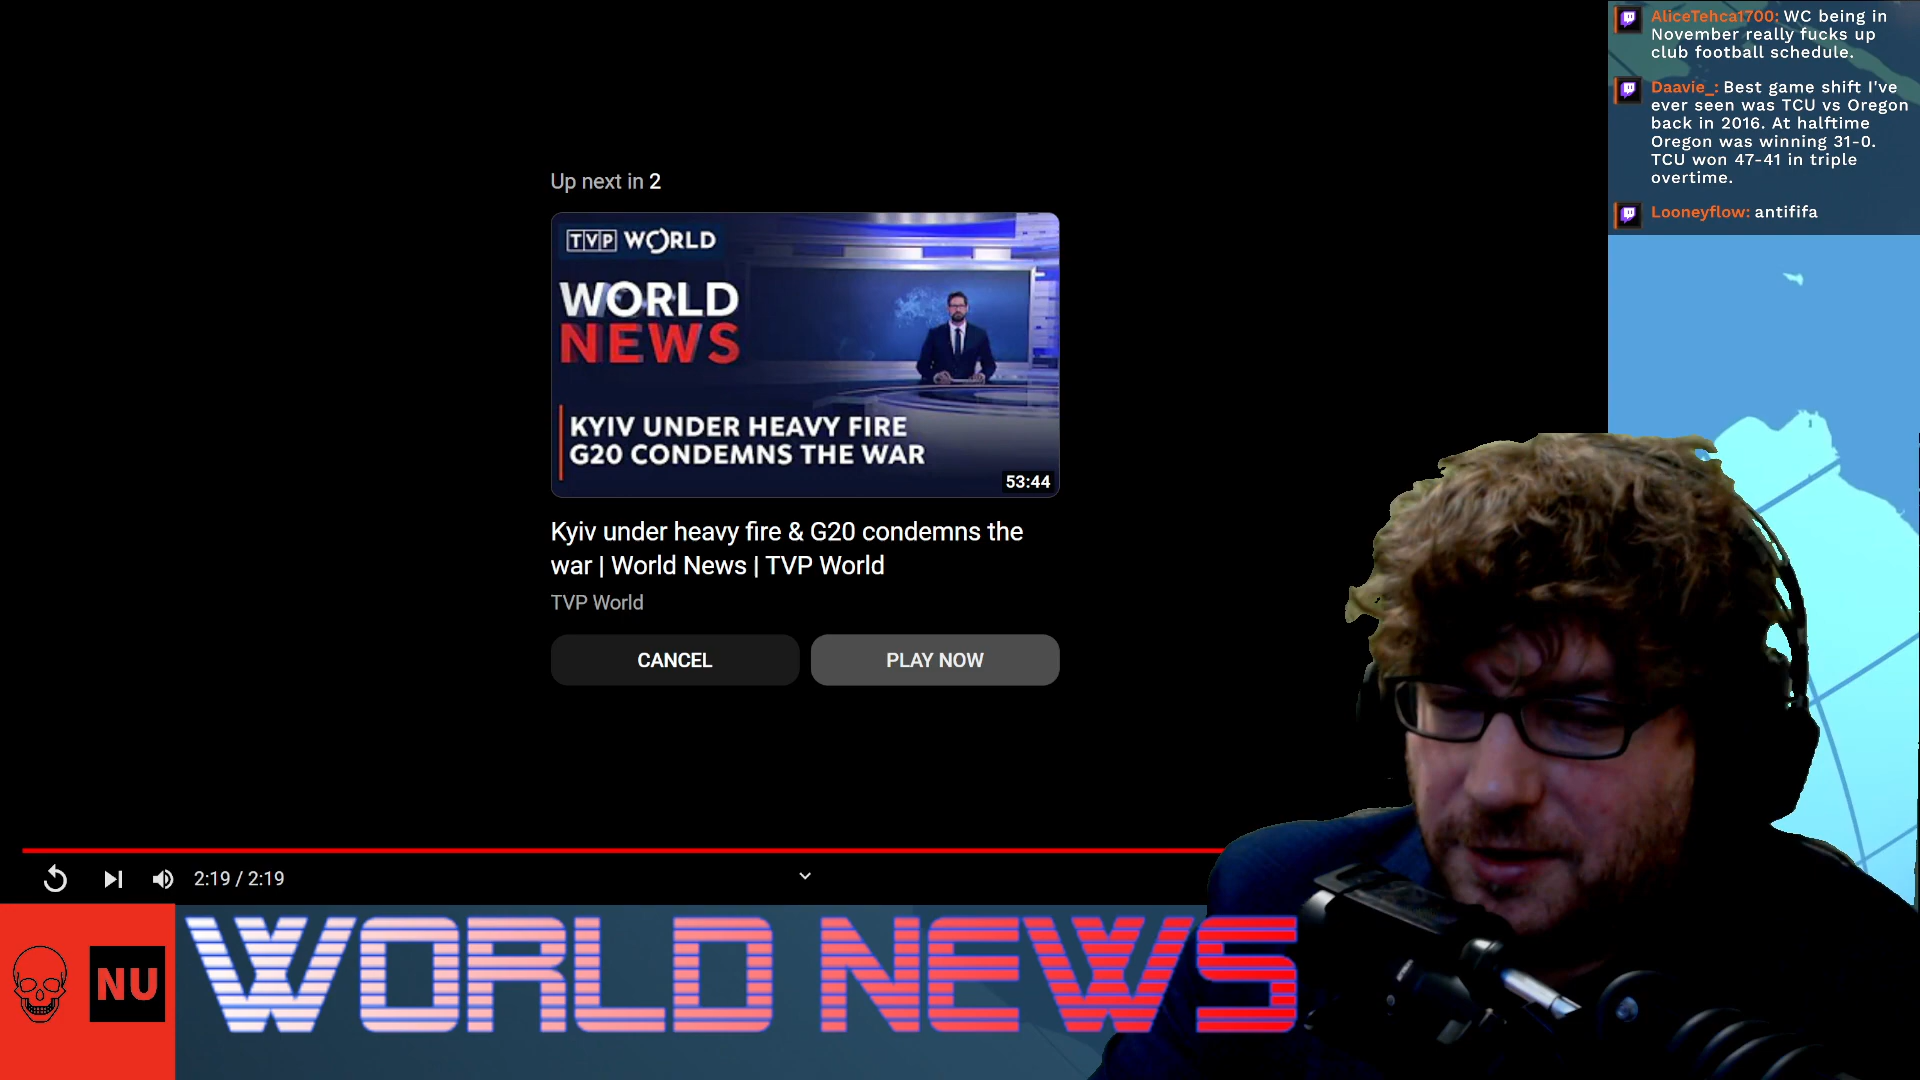 AliceTehca1700: WC being in
November really fucks up
club football schedule.
Daavie_: Best game shift I've
ever seen was TCU vs Oregon
back in 2016. At halftime
Oregon was winning 31-0.
TCU won 47-41 in triple
overtime.
Looneyflow: antififa
Up next in 2
TVP WORLD
WORLD
NEWS
KYIV UNDER HEAVY FIRE
G20 CONDEMNS THE WAR
53:44
Kyiv under heavy fire & G20 condemns the
war | World News | TVP World
TVP World
CANCEL
PLAY NOW
2:19 / 2:19
NU
WORLD NEWS